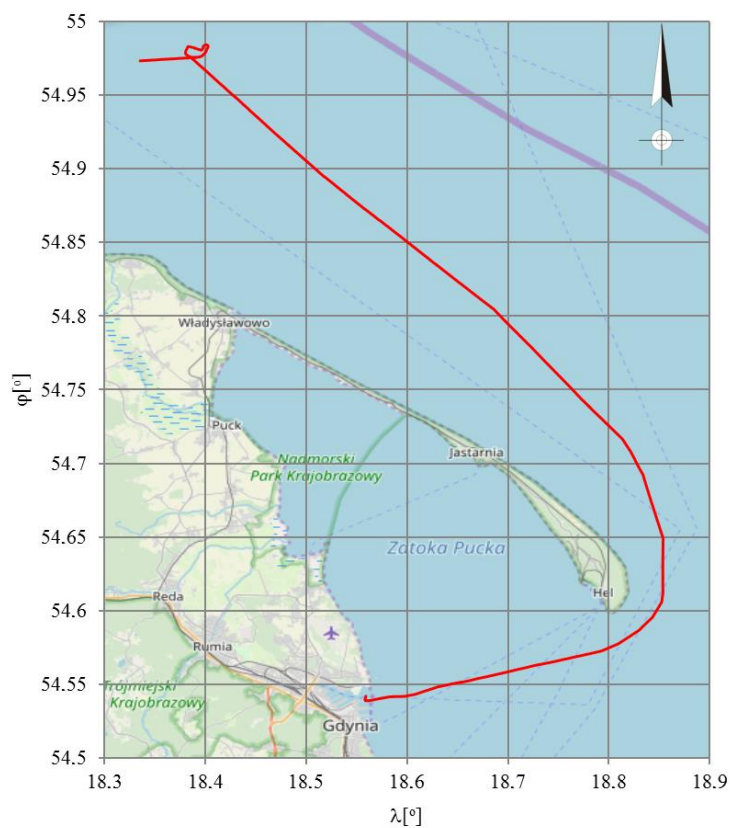 55
54.95
54.9
54.85
54.8
54.75
54.7
54.65
54.6
54.55
54.5
φ[°]
Władysławowo
Puck
Nadmorski
Park Krajobrazowy
Jastarnia
Zatoka Pucka
Hel
Reda
Rumia
Trójmiejski
Krajobrazowy
Gdynia
18.3
18.4
18.5
18.6
18.7
18.8
18.9
λ[°]